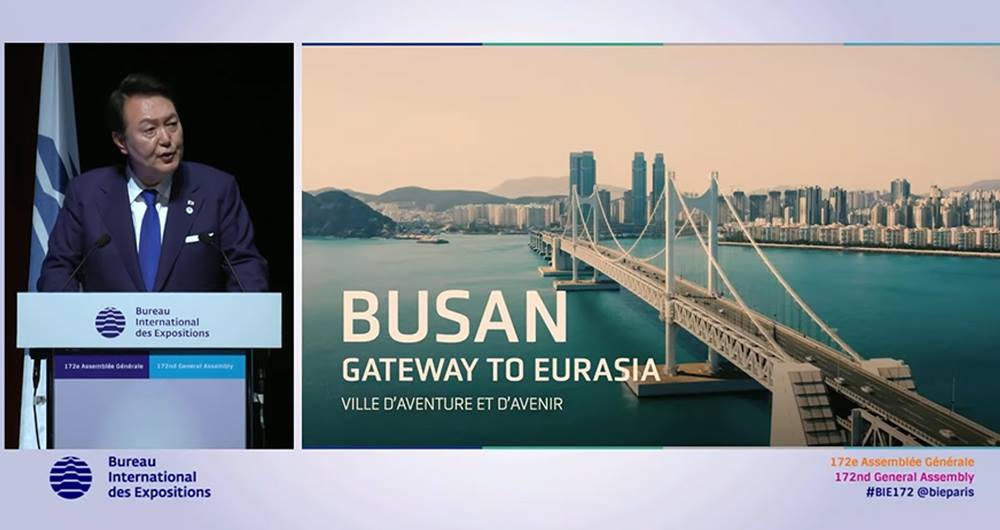 BUSAN
GATEWAY TO EURASIA
VILLE D'AVENTURE ET D'AVENIR
Bureau
International
des Expositions
172e Assemblée Générale
172nd General Assembly
Bureau
International
des Expositions
172e Assemblée Générale
172nd General Assembly
#BIE172 @bieparis